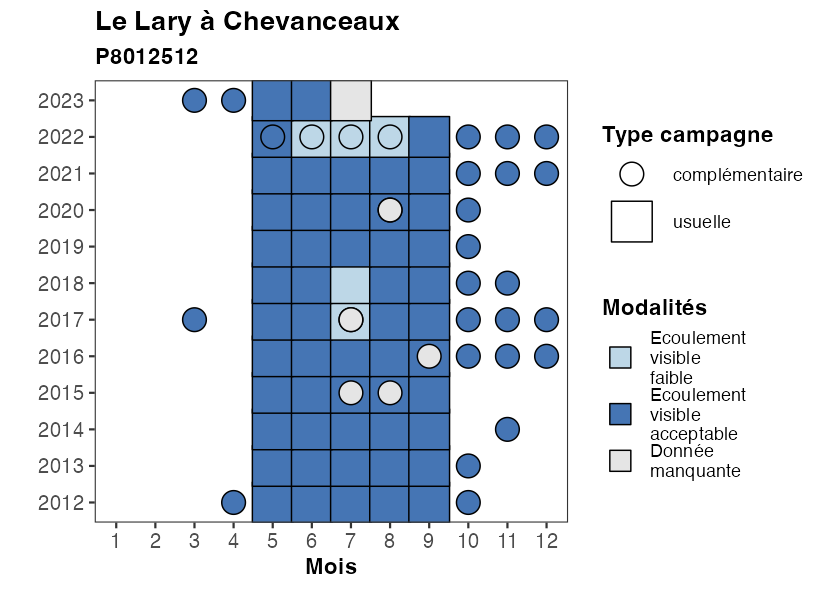 Le Lary à Chevanceaux
P8012512
2023
2022
2021
2020
2019
2018
2017
2016
2015
2014
2013
2012
1 2 3 4 5 6 7 8 9 10 11 12
Mois
Type campagne
complémentaire
usuelle
Modalités
Ecoulement
visible
faible
Ecoulement
visible
acceptable
Donnée
manquante